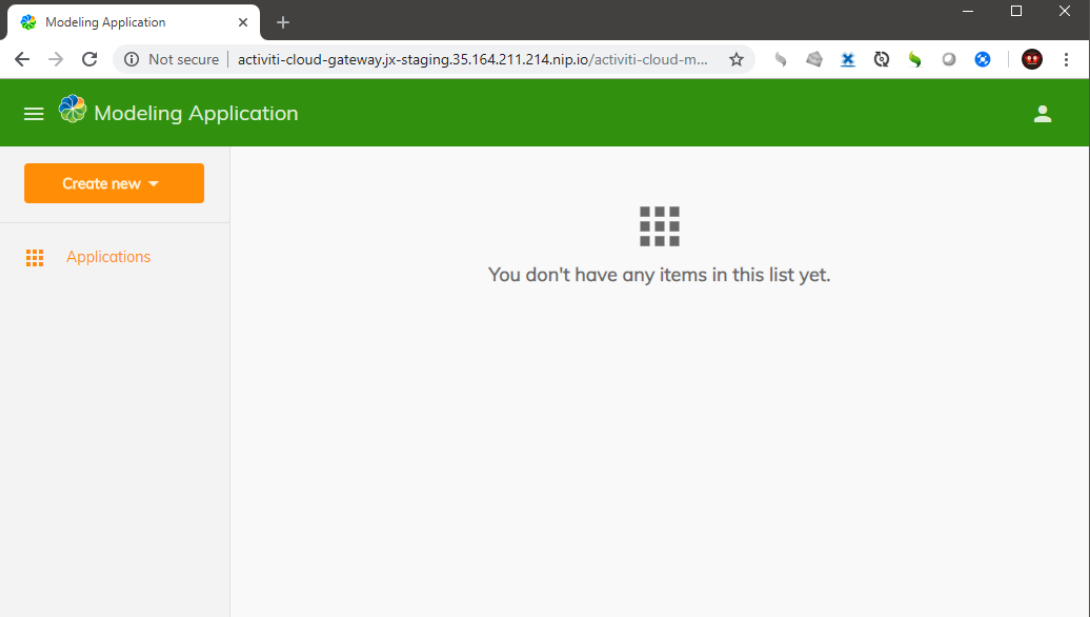 Modeling Application
Not secure
activiti-cloud-gateway.jx-staging.35.164.211.214.nip.io/activiti-cloud-m...
Modeling Application
Create new
Applications
You don't have any items in this list yet.